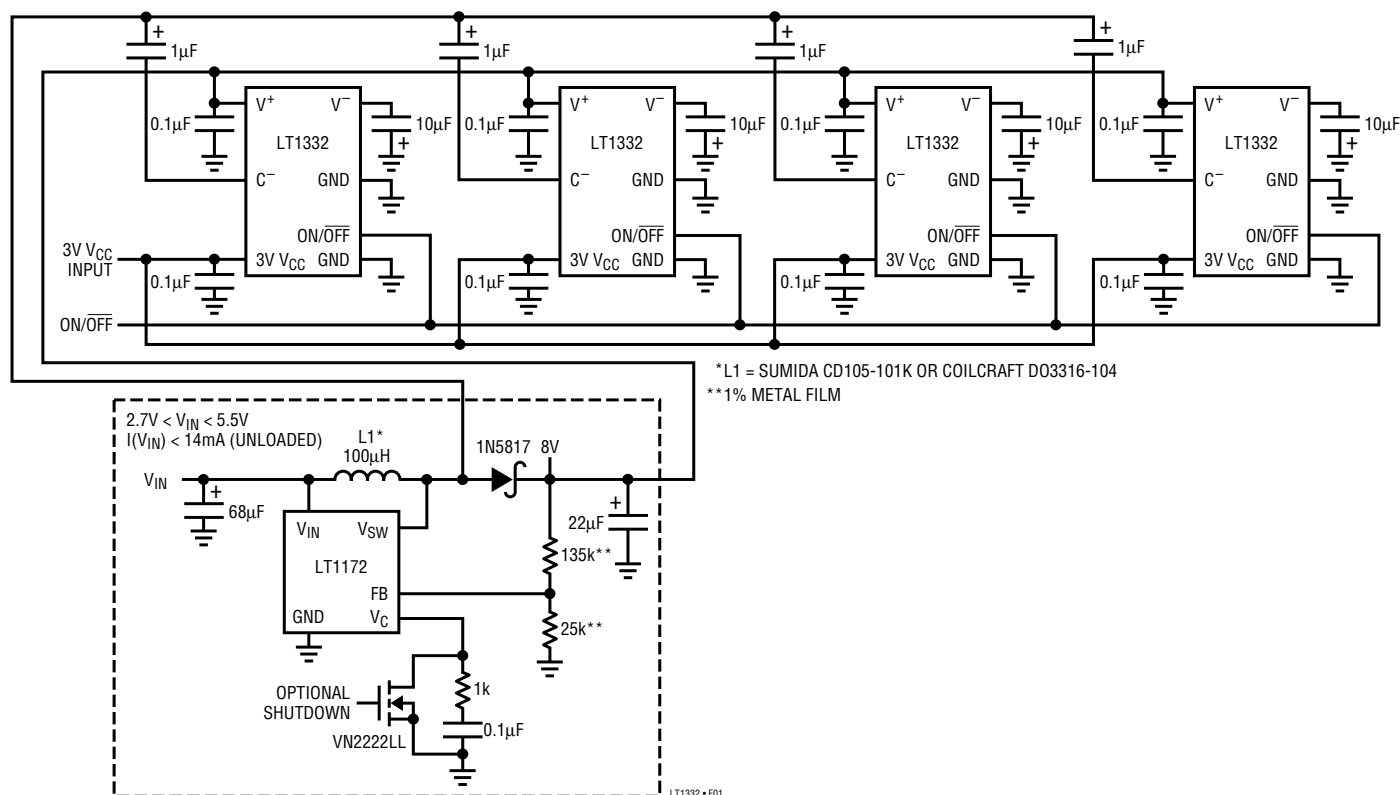 + + + +
1µF 1µF 1µF 1µF
V+ V− V+ V− V+ V− V+ V−
0.1µF 10µF 0.1µF 10µF 0.1µF 10µF 0.1µF 10µF
LT1332 LT1332 LT1332 LT1332
+ + + +
C− GND C− GND C− GND C− GND
ON/OFF ON/OFF ON/OFF ON/OFF
3V VCC INPUT
3V VCC GND 3V VCC GND 3V VCC GND 3V VCC GND
0.1µF 0.1µF 0.1µF 0.1µF
ON/OFF
*L1 = SUMIDA CD105-101K OR COILCRAFT DO3316-104
**1% METAL FILM
2.7V < VIN < 5.5V
I(VIN) < 14mA (UNLOADED)
L1*
100µH
1N5817 8V
VIN
+
68µF
+
22µF
VIN VSW
LT1172
135k**
FB
GND
VC
25k**
OPTIONAL
SHUTDOWN
1k
VN2222LL
0.1µF
LT1332 • F01